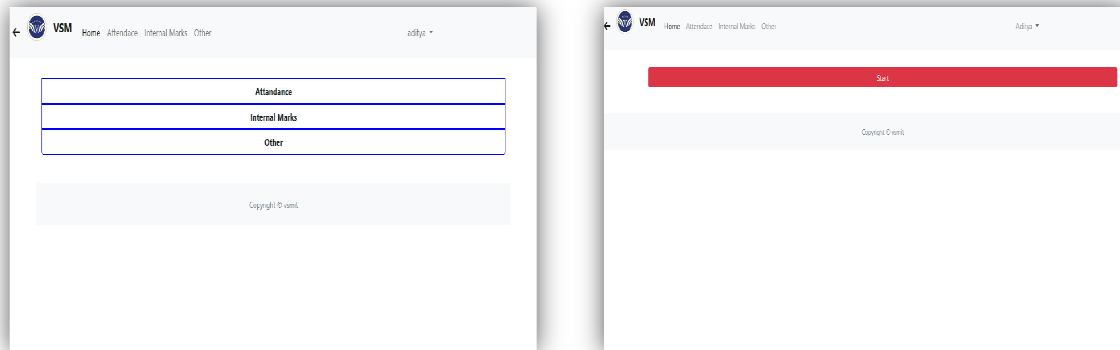 VSM Home Attendace Internal Marks Other aditya
Attandance
Internal Marks
Other
Copyright © vsmit
VSM Home Attendace Internal Marks Other Aditya
Start
Copyright © vsmit